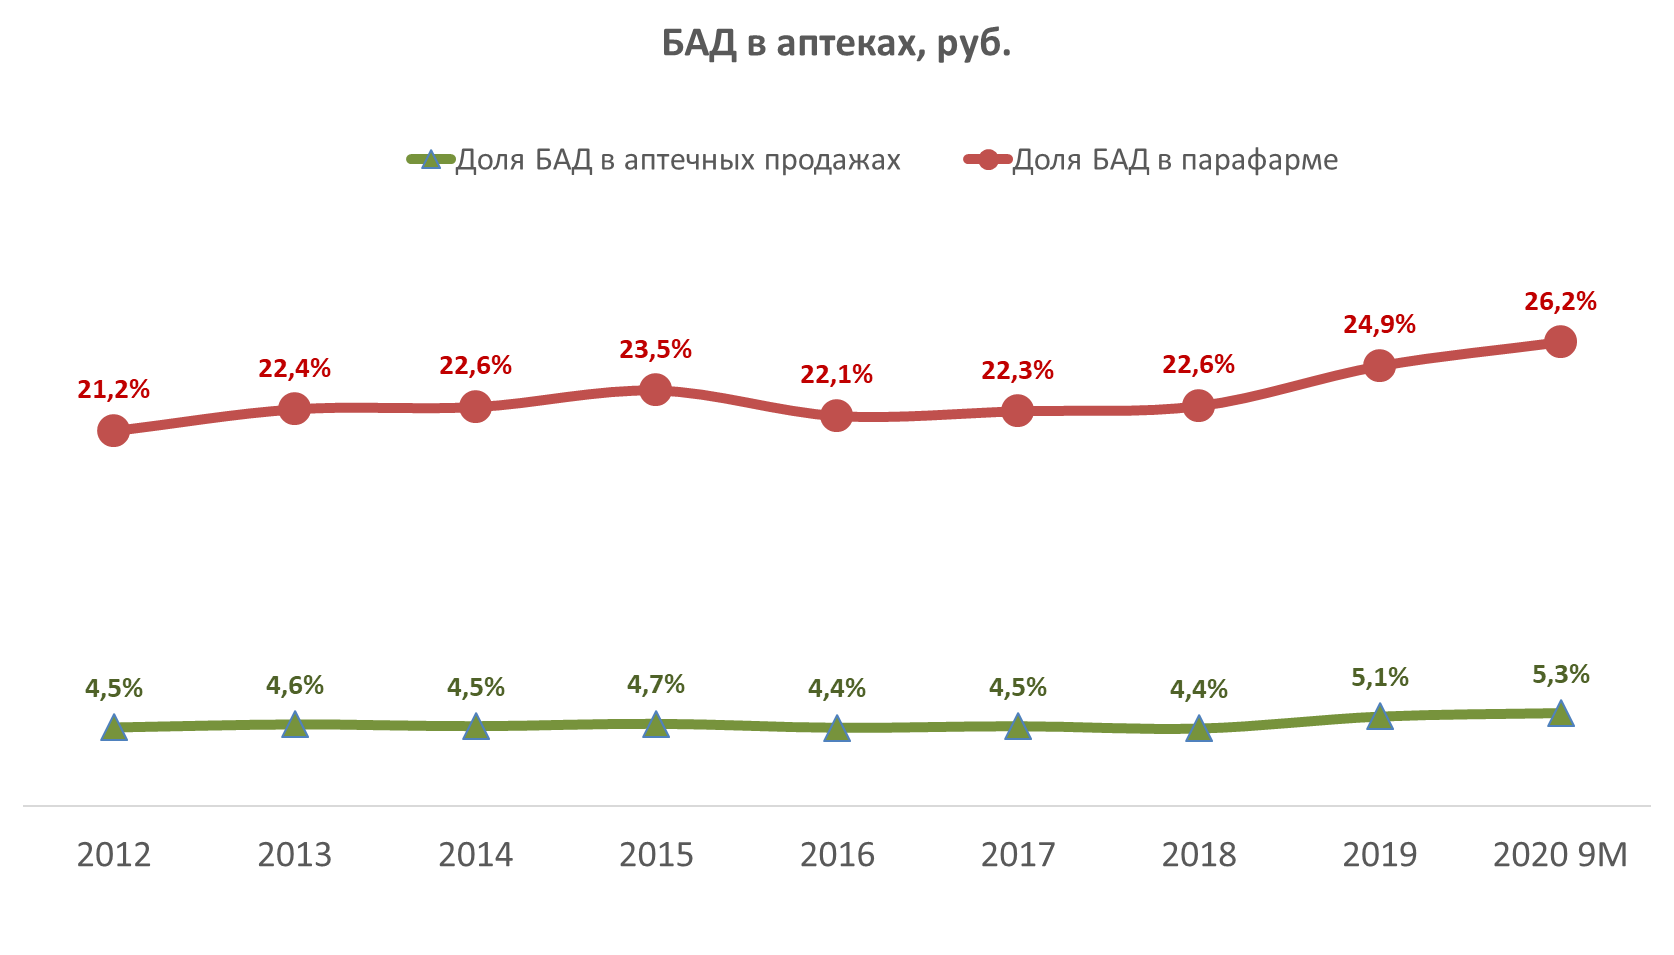 БАД в аптеках, руб.
Доля БАД в аптечных продажах Доля БАД в парафарме
21,2% 22,4% 22,6% 23,5% 22,1% 22,3% 22,6% 24,9% 26,2%
4,5% 4,6% 4,5% 4,7% 4,4% 4,5% 4,4% 5,1% 5,3%
2012 2013 2014 2015 2016 2017 2018 2019 2020 9М